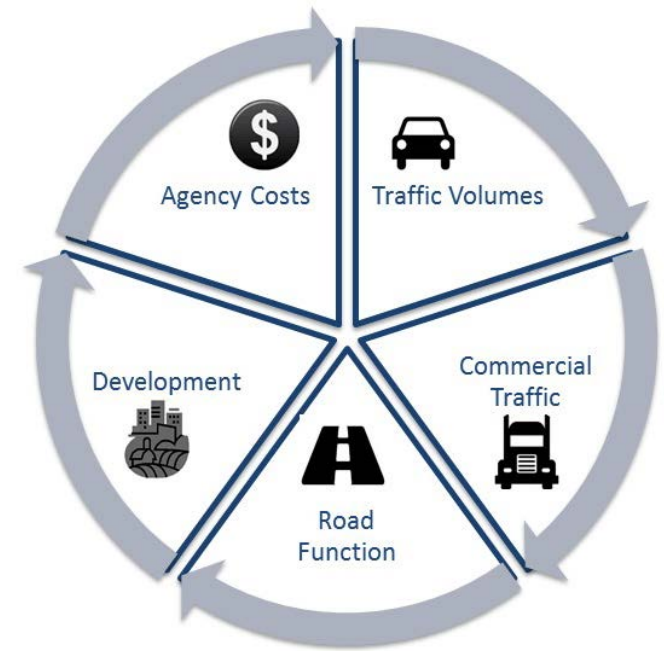 $
Agency Costs
Traffic Volumes
Commercial
Traffic
Road
Function
Development